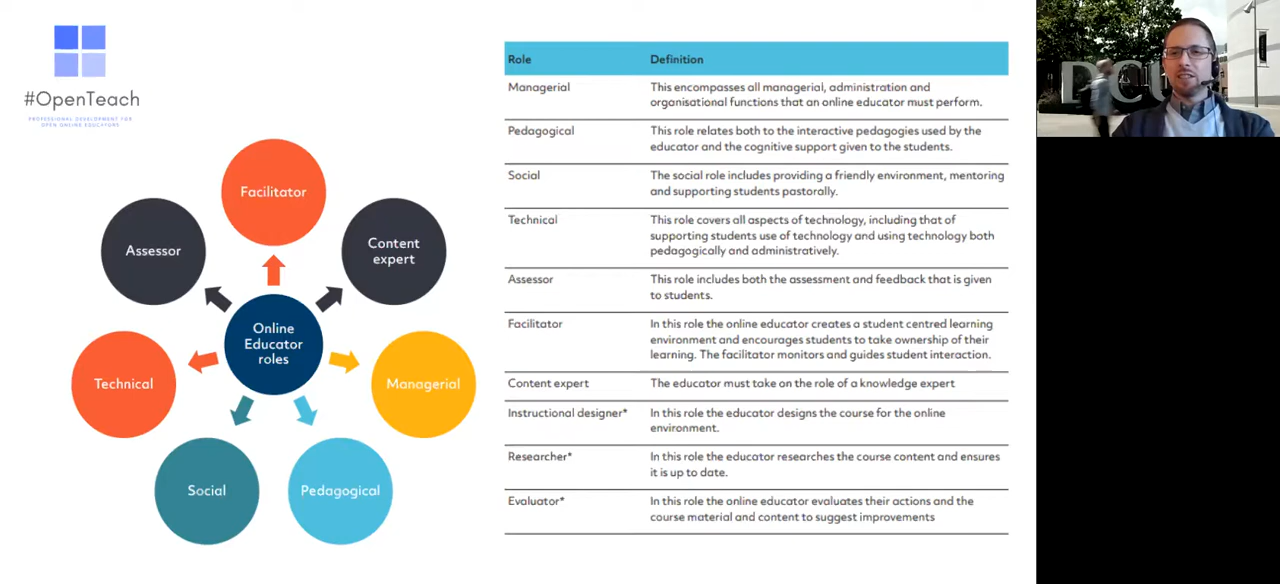 #OpenTeach
PROFESSIONAL DEVELOPMENT FOR
OPEN ONLINE EDUCATORS
Facilitator
Content
expert
Assessor
Online
Educator
roles
Technical
Managerial
Social
Pedagogical
Role Definition
Managerial This encompasses all managerial, administration and
organisational functions that an online educator must perform.
Pedagogical This role relates both to the interactive pedagogies used by the
educator and the cognitive support given to the students.
Social The social role includes providing a friendly environment, mentoring
and supporting students pastorally.
Technical This role covers all aspects of technology, including that of
supporting students use of technology and using technology both
pedagogically and administratively.
Assessor This role includes both the assessment and feedback that is given
to students.
Facilitator In this role the online educator creates a student centred learning
environment and encourages students to take ownership of their
learning. The facilitator monitors and guides student interaction.
Content expert The educator must take on the role of a knowledge expert
Instructional designer* In this role the educator designs the course for the online
environment.
Researcher* In this role the educator researches the course content and ensures
it is up to date.
Evaluator* In this role the online educator evaluates their actions and the
course material and content to suggest improvements
DCU